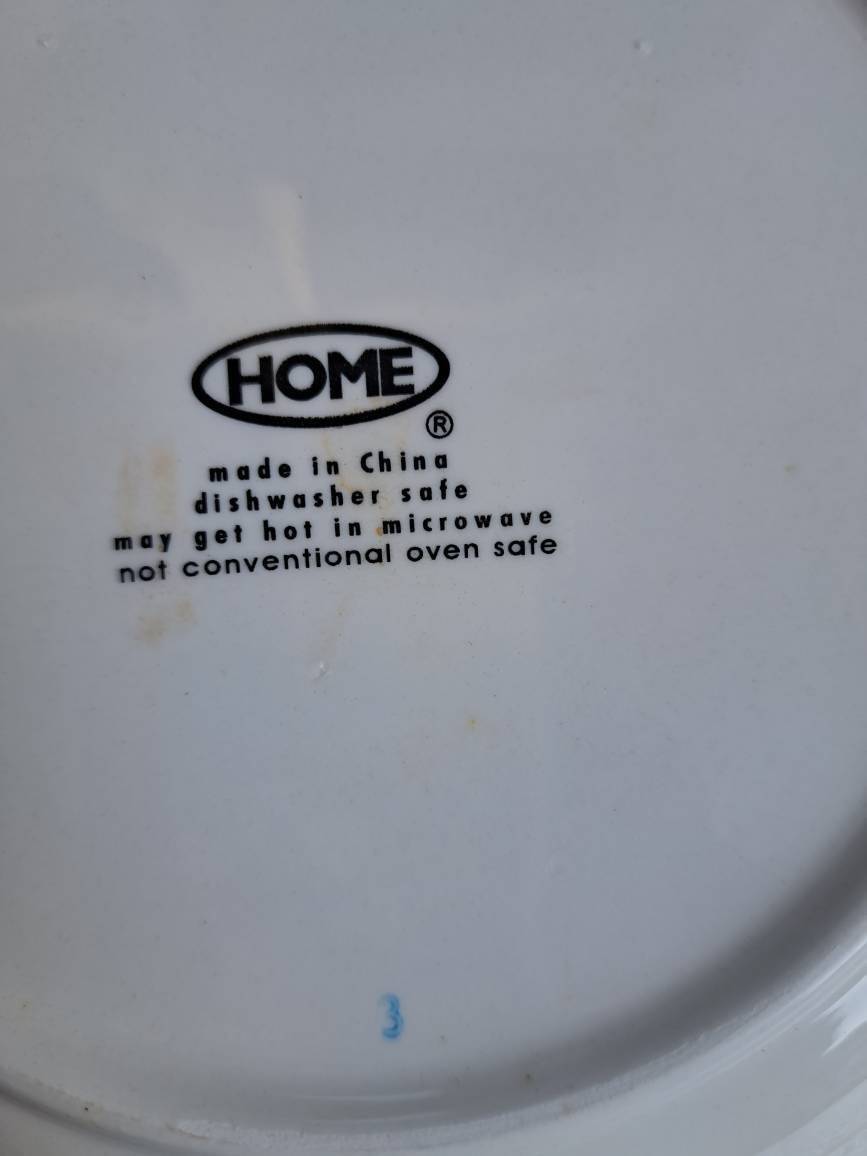 HOME
®
made in China
dishwasher safe
may get hot in microwave
not conventional oven safe
3